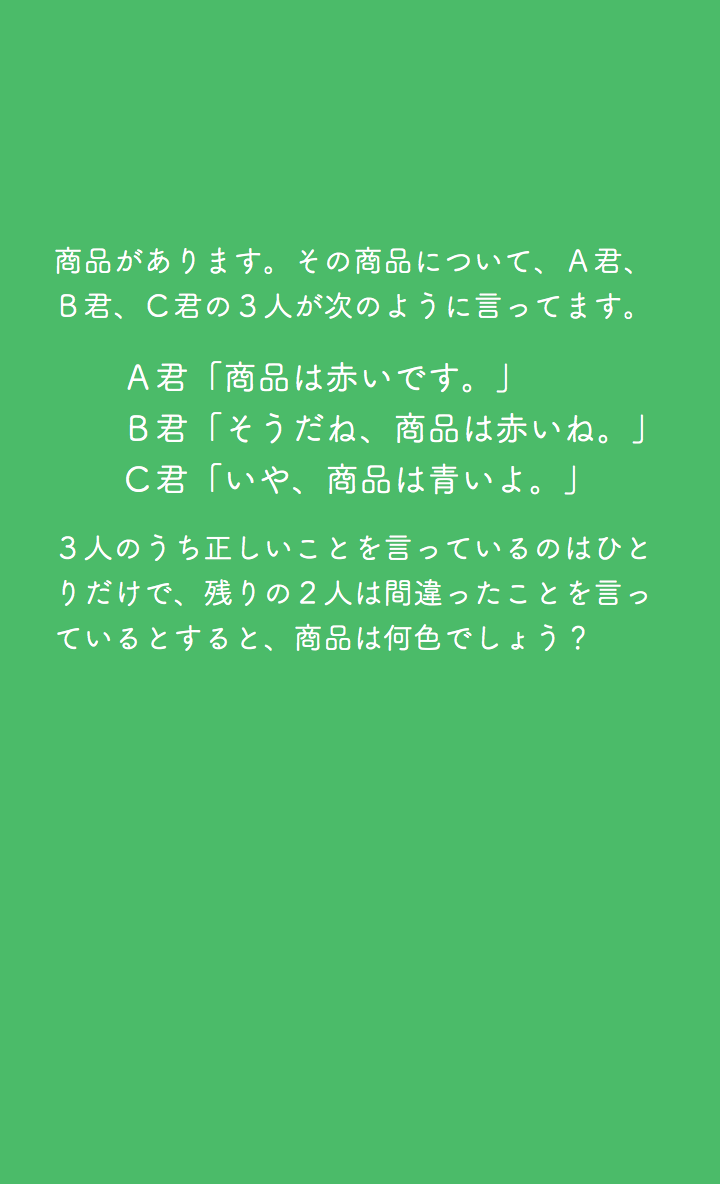 商品があります。その商品について、Ａ君、
Ｂ君、Ｃ君の３人が次のように言ってます。
Ａ君「商品は赤いです。」
Ｂ君「そうだね、商品は赤いね。」
Ｃ君「いや、商品は青いよ。」
３人のうち正しいことを言っているのはひと
りだけで、残りの２人は間違ったことを言っ
ているとすると、商品は何色でしょう？